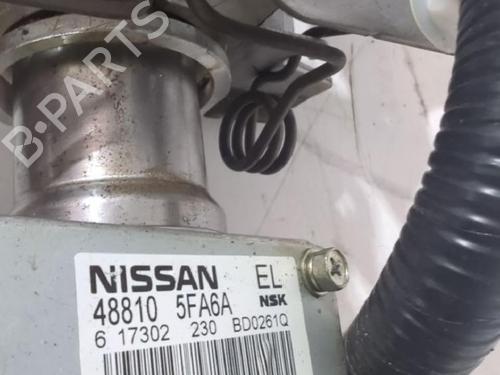 B-PARTS
NISSAN EL
48810 5FA6A NSK
6 17302 230 BD0261Q